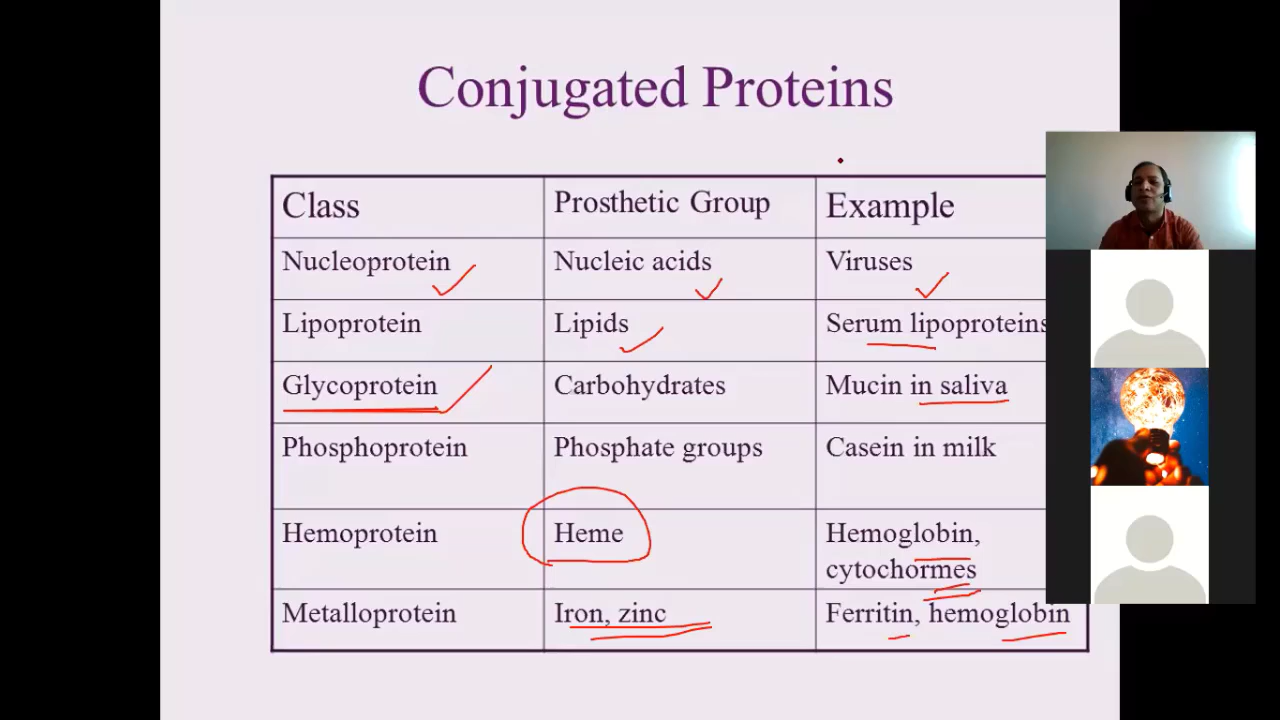 Conjugated Proteins
Class Prosthetic Group Example
Nucleoprotein Nucleic acids Viruses
Lipoprotein Lipids Serum lipoproteins
Glycoprotein Carbohydrates Mucin in saliva
Phosphoprotein Phosphate groups Casein in milk
Hemoprotein Heme Hemoglobin,
cytochormes
Metalloprotein Iron, zinc Ferritin, hemoglobin